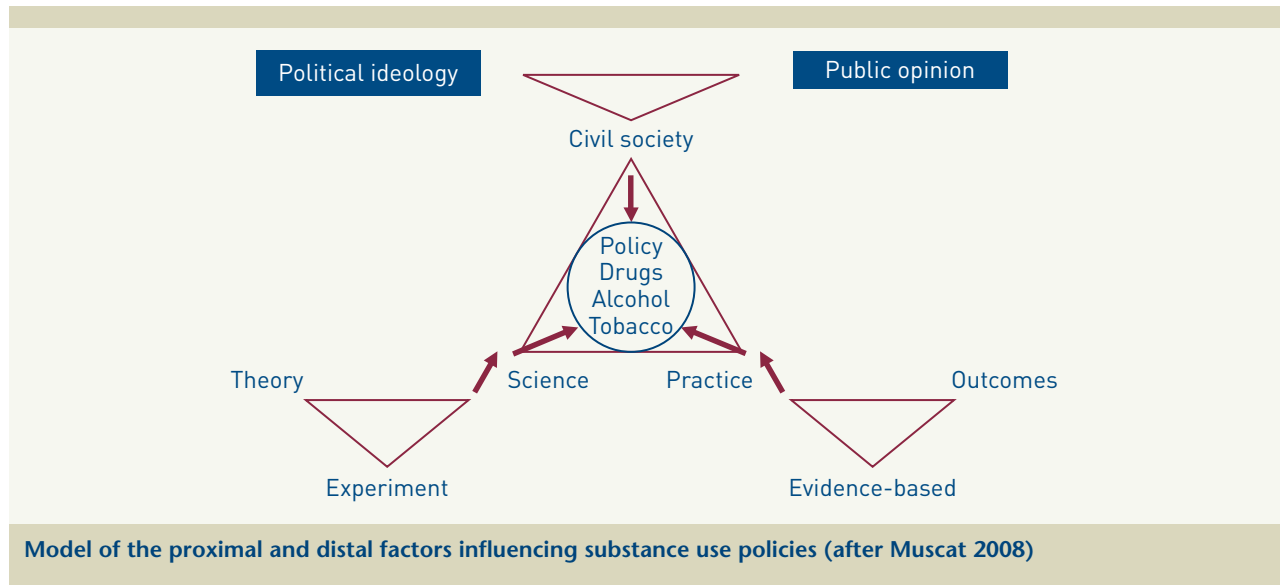 Political ideology
Public opinion
Civil society
Policy
Drugs
Alcohol
Tobacco
Theory
Science
Practice
Outcomes
Experiment
Evidence-based
Model of the proximal and distal factors influencing substance use policies (after Muscat 2008)